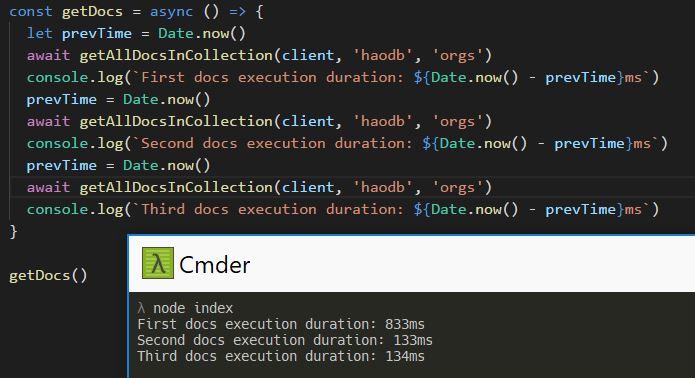 const getDocs = async () => {
  let prevTime = Date.now()
  await getAllDocsInCollection(client, 'haodb', 'orgs')
  console.log(`First docs execution duration: ${Date.now() - prevTime}ms`)
  prevTime = Date.now()
  await getAllDocsInCollection(client, 'haodb', 'orgs')
  console.log(`Second docs execution duration: ${Date.now() - prevTime}ms`)
  prevTime = Date.now()
  await getAllDocsInCollection(client, 'haodb', 'orgs')
  console.log(`Third docs execution duration: ${Date.now() - prevTime}ms`)
}
getDocs()
λ Cmder
λ node index
First docs execution duration: 833ms
Second docs execution duration: 133ms
Third docs execution duration: 134ms